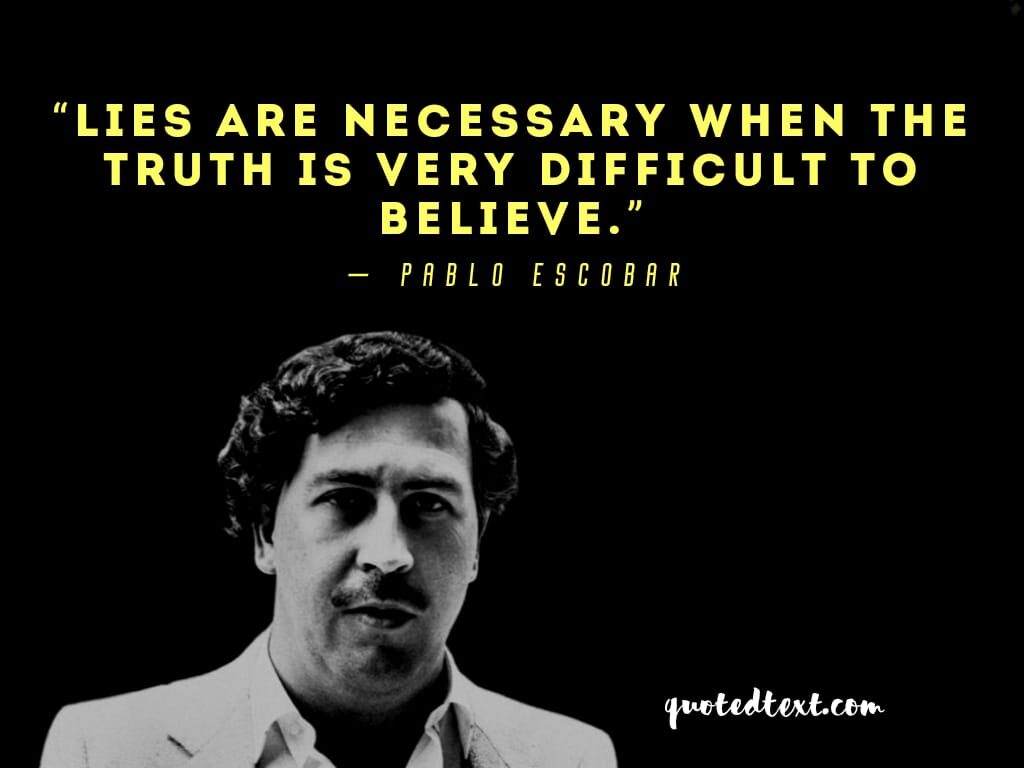 “LIES ARE NECESSARY WHEN THE
TRUTH IS VERY DIFFICULT TO
BELIEVE.”
— PABLO ESCOBAR
quotedtext.com